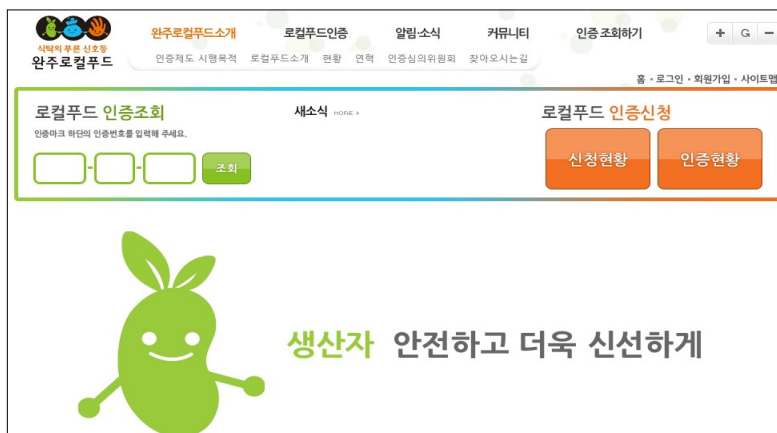 식탁의 푸른 신호등
완주로컬푸드
완주로컬푸드소개 로컬푸드인증 알림·소식 커뮤니티 인증 조회하기
+ G -
인증제도 시행목적 로컬푸드소개 현황 연혁 인증심의위원회 찾아오시는길
홈 • 로그인 • 회원가입 • 사이트맵
로컬푸드 인증조회
새소식 MORE
로컬푸드 인증신청
인증마크 하단의 인증번호를 입력해 주세요.
- - 조회
신청현황 인증현황
생산자 안전하고 더욱 신선하게